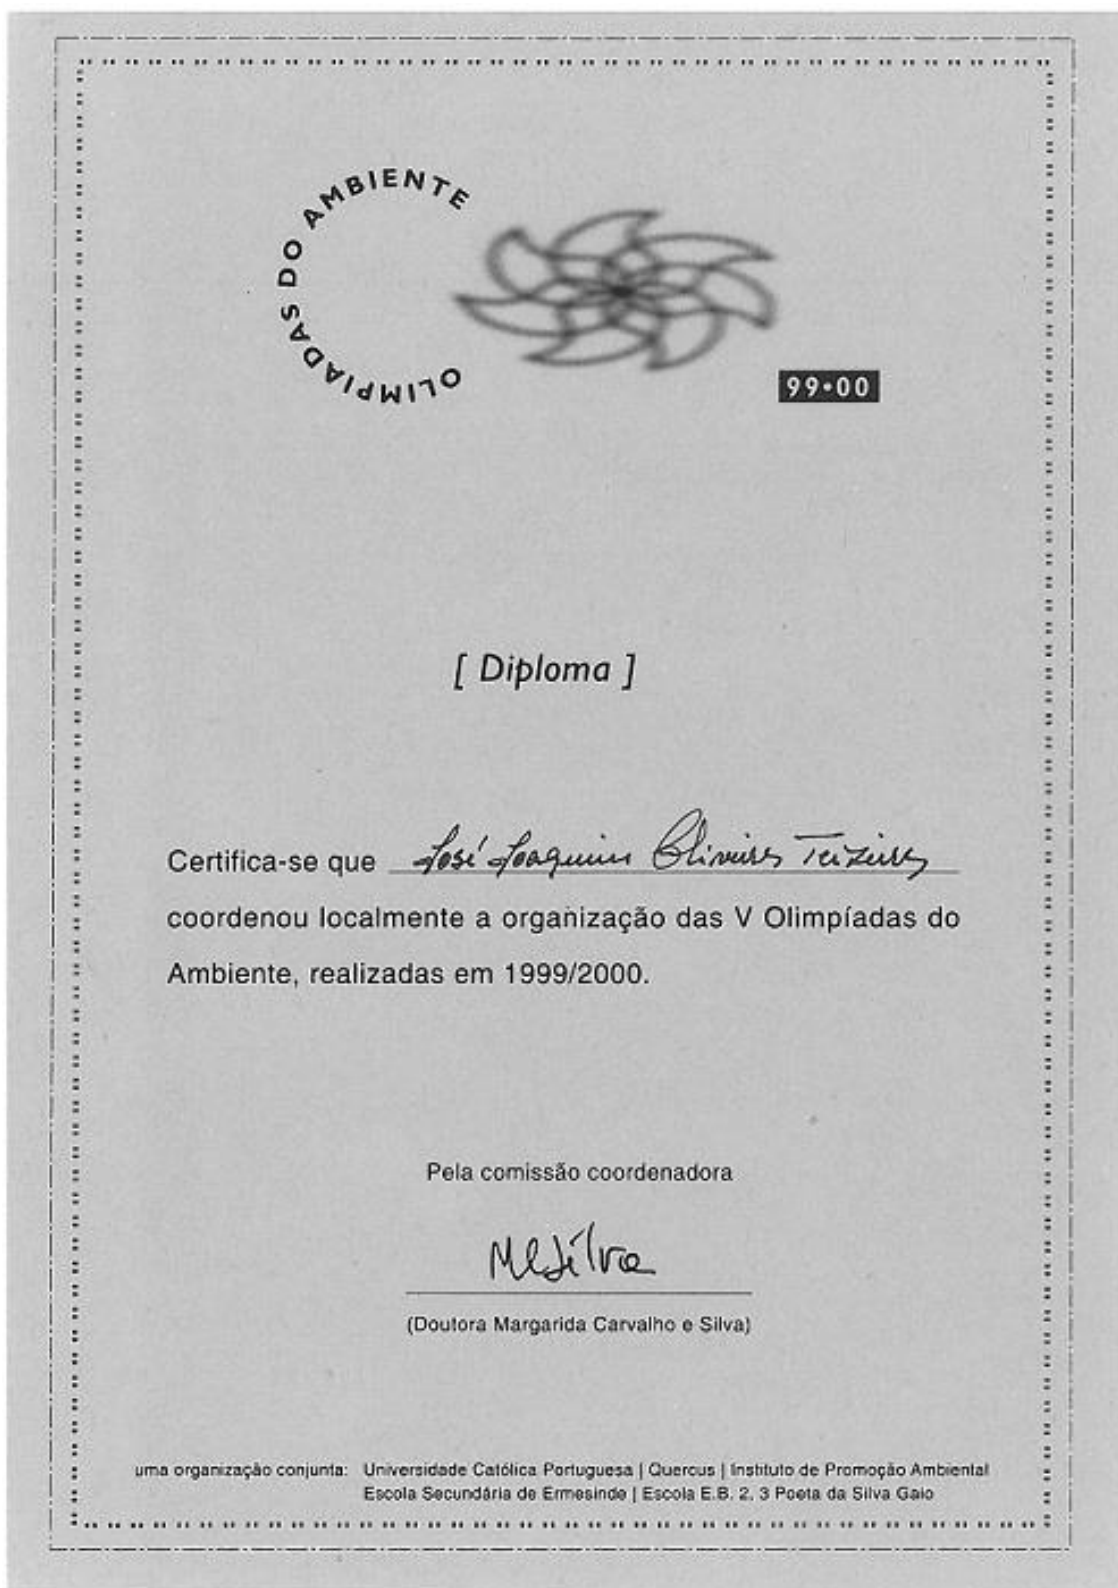 OLIMPIADAS DO AMBIENTE
99•00
[ Diploma ]
Certifica-se que José Joaquim Oliveira Teixeira
coordenou localmente a organização das V Olimpíadas do
Ambiente, realizadas em 1999/2000.
Pela comissão coordenadora
(Doutora Margarida Carvalho e Silva)
uma organização conjunta: Universidade Católica Portuguesa | Quercus | Instituto de Promoção Ambiental
Escola Secundária de Ermesinde | Escola E.B. 2, 3 Poeta da Silva Gaio